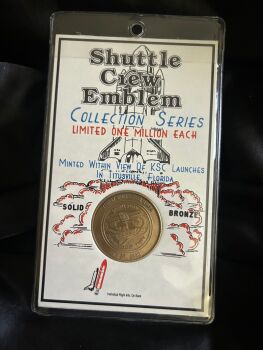 Shuttle
Crew
Emblem
COLLECTION SERIES
LIMITED ONE MILLION EACH
MINTED WITHIN VIEW OF KSC LAUNCHES
IN TITUSVILLE, FLORIDA
SOLID BRONZE